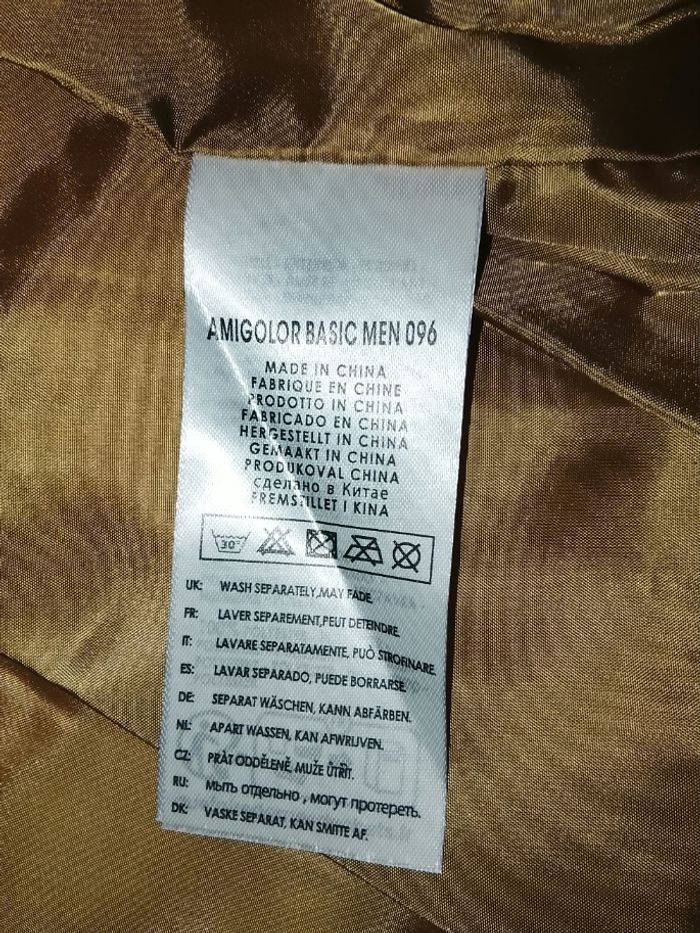 AMIGOLOR BASIC MEN 096
MADE IN CHINA
FABRIQUE EN CHINE
PRODOTTO IN CHINA
FABRICADO EN CHINA
HERGESTELLT IN CHINA
GEMAAKT IN CHINA
PRODUKOVAL CHINA
сделано в Китае
FREMSTILLET I KINA
30°
UK: WASH SEPARATELY,MAY FADE.
FR: LAVER SEPAREMENT,PEUT DETEINDRE.
IT: LAVARE SEPARATAMENTE, PUÒ STROFINARE.
ES: LAVAR SEPARADO, PUEDE BORRARSE.
DE: SEPARAT WÄSCHEN, KANN ABFÄRBEN.
NL: APART WASSEN, KAN AFWRIJVEN.
CZ: PRÁT ODDĚLENĚ, MUŽE ŮTŘÍT.
RU: мыть отдельно , могут протереть.
DK: VASKE SEPARAT, KAN SMITTE AF.